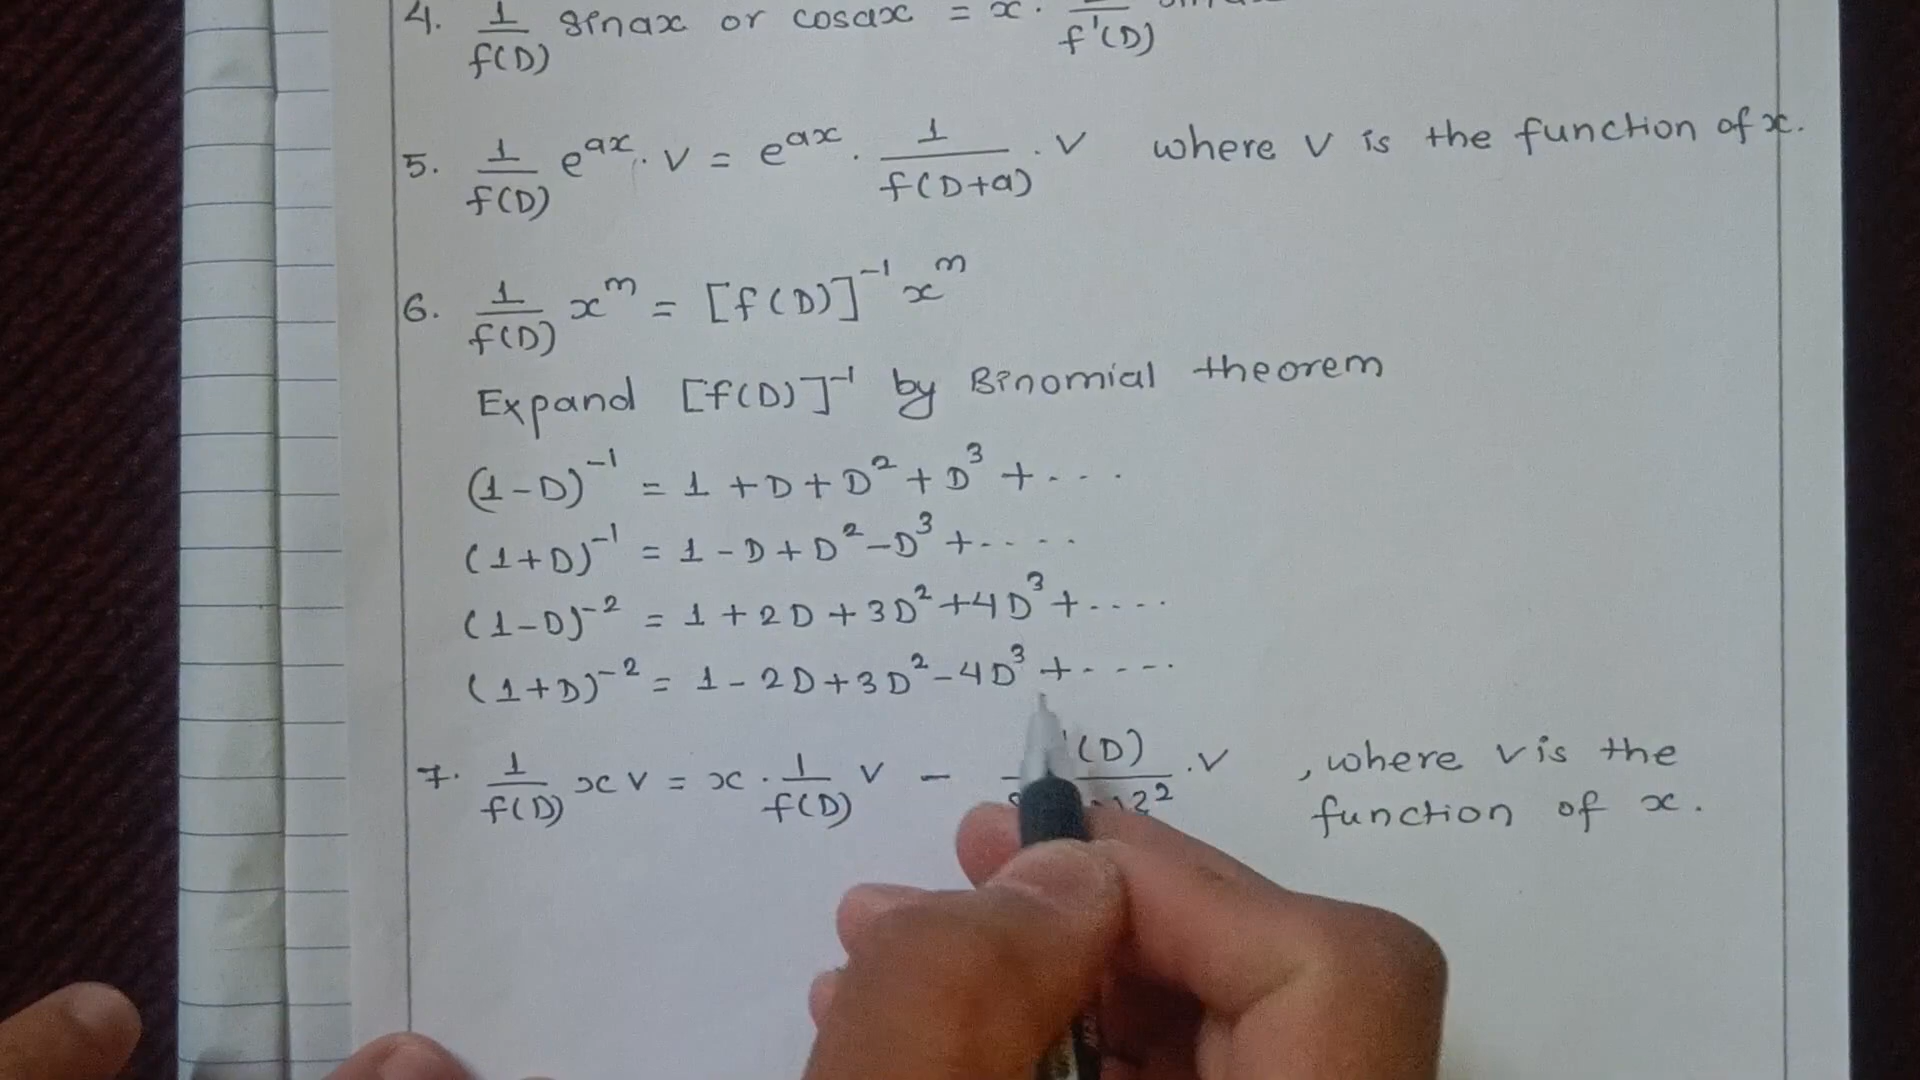 4. 1/f(D) sinax or cosax = x. /f'(D)
5. 1/f(D) e^ax . V = e^ax . 1/f(D+a) . V where V is the function of x.
6. 1/f(D) x^m = [f(D)]^-1 x^m
Expand [f(D)]^-1 by Binomial theorem
(1-D)^-1 = 1 + D + D^2 + D^3 + ....
(1+D)^-1 = 1 - D + D^2 - D^3 + ....
(1-D)^-2 = 1 + 2D + 3D^2 + 4D^3 + ....
(1+D)^-2 = 1 - 2D + 3D^2 - 4D^3 + ....
7. 1/f(D) xV = x . 1/f(D) V - '(D)/ ]^2 . V , where V is the
function of x.